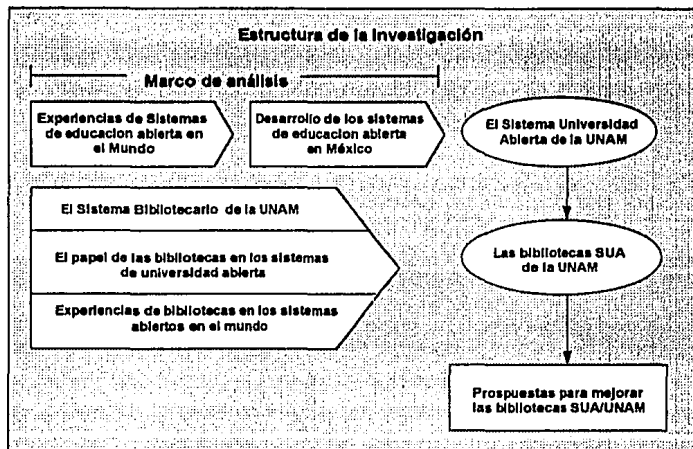 Estructura de la Investigación
Marco de análisis
Experiencias de Sistemas
de educacion abierta en
el Mundo
Desarrollo de los sistemas
de educación abierta
en México
El Sistema Universidad
Abierta de la UNAM
El Sistema Bibliotecario de la UNAM
El papel de las bibliotecas en los sistemas
de universidad abierta
Experiencias de bibliotecas en los sistemas
abiertos en el mundo
Las bibliotecas SUA
de la UNAM
Prospuestas para mejorar
las bibliotecas SUA/UNAM